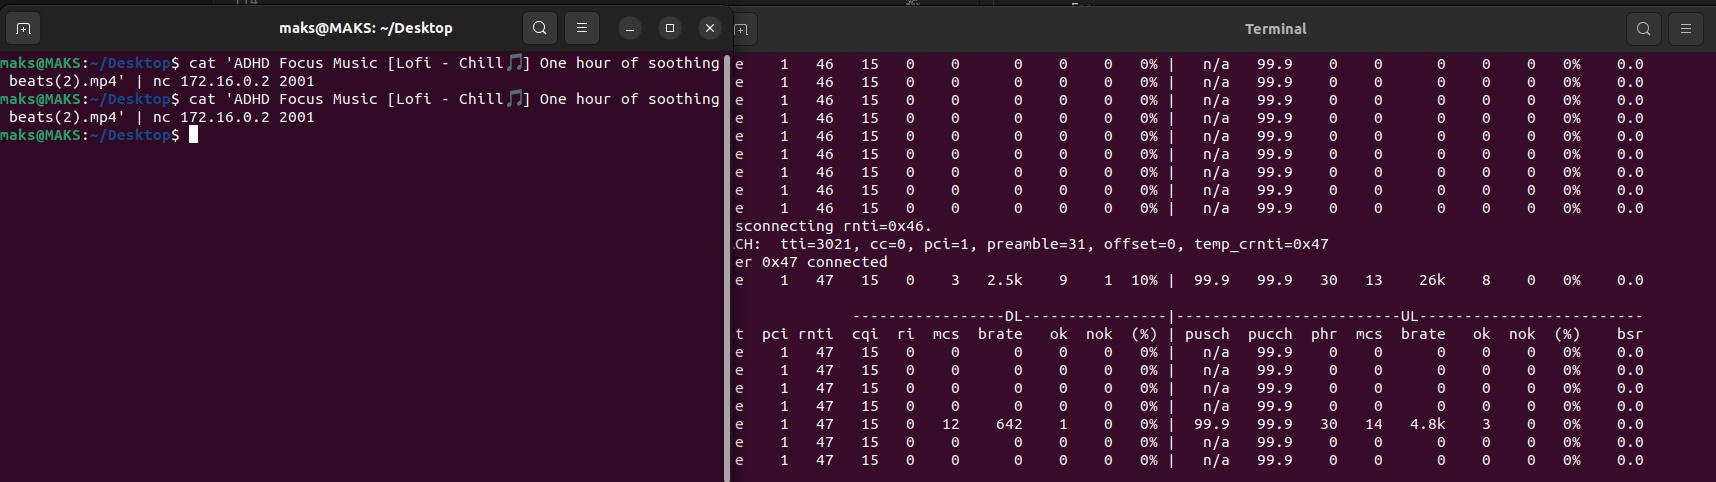 maks@MAKS: ~/Desktop
maks@MAKS:~/Desktop$ cat 'ADHD Focus Music [Lofi - Chill🎵] One hour of soothing
beats(2).mp4' | nc 172.16.0.2 2001
maks@MAKS:~/Desktop$ cat 'ADHD Focus Music [Lofi - Chill🎵] One hour of soothing
beats(2).mp4' | nc 172.16.0.2 2001
maks@MAKS:~/Desktop$
Terminal
e 1 46 15 0 0 0 0 0 0% | n/a 99.9 0 0 0 0 0 0% 0.0
e 1 46 15 0 0 0 0 0 0% | n/a 99.9 0 0 0 0 0 0% 0.0
e 1 46 15 0 0 0 0 0 0% | n/a 99.9 0 0 0 0 0 0% 0.0
e 1 46 15 0 0 0 0 0 0% | n/a 99.9 0 0 0 0 0 0% 0.0
e 1 46 15 0 0 0 0 0 0% | n/a 99.9 0 0 0 0 0 0% 0.0
e 1 46 15 0 0 0 0 0 0% | n/a 99.9 0 0 0 0 0 0% 0.0
e 1 46 15 0 0 0 0 0 0% | n/a 99.9 0 0 0 0 0 0% 0.0
e 1 46 15 0 0 0 0 0 0% | n/a 99.9 0 0 0 0 0 0% 0.0
e 1 46 15 0 0 0 0 0 0% | n/a 99.9 0 0 0 0 0 0% 0.0
sconnecting rnti=0x46.
CH: tti=3021, cc=0, pci=1, preamble=31, offset=0, temp_crnti=0x47
er 0x47 connected
e 1 47 15 0 3 2.5k 9 1 10% | 99.9 99.9 30 13 26k 8 0 0% 0.0
-----------------DL----------------|-------------------------UL-------------------------
t pci rnti cqi ri mcs brate ok nok (%) | pusch pucch phr mcs brate ok nok (%) bsr
e 1 47 15 0 0 0 0 0 0% | n/a 99.9 0 0 0 0 0 0% 0.0
e 1 47 15 0 0 0 0 0 0% | n/a 99.9 0 0 0 0 0 0% 0.0
e 1 47 15 0 0 0 0 0 0% | n/a 99.9 0 0 0 0 0 0% 0.0
e 1 47 15 0 0 0 0 0 0% | n/a 99.9 0 0 0 0 0 0% 0.0
e 1 47 15 0 12 642 1 0 0% | 99.9 99.9 30 14 4.8k 3 0 0% 0.0
e 1 47 15 0 0 0 0 0 0% | n/a 99.9 0 0 0 0 0 0% 0.0
e 1 47 15 0 0 0 0 0 0% | n/a 99.9 0 0 0 0 0 0% 0.0